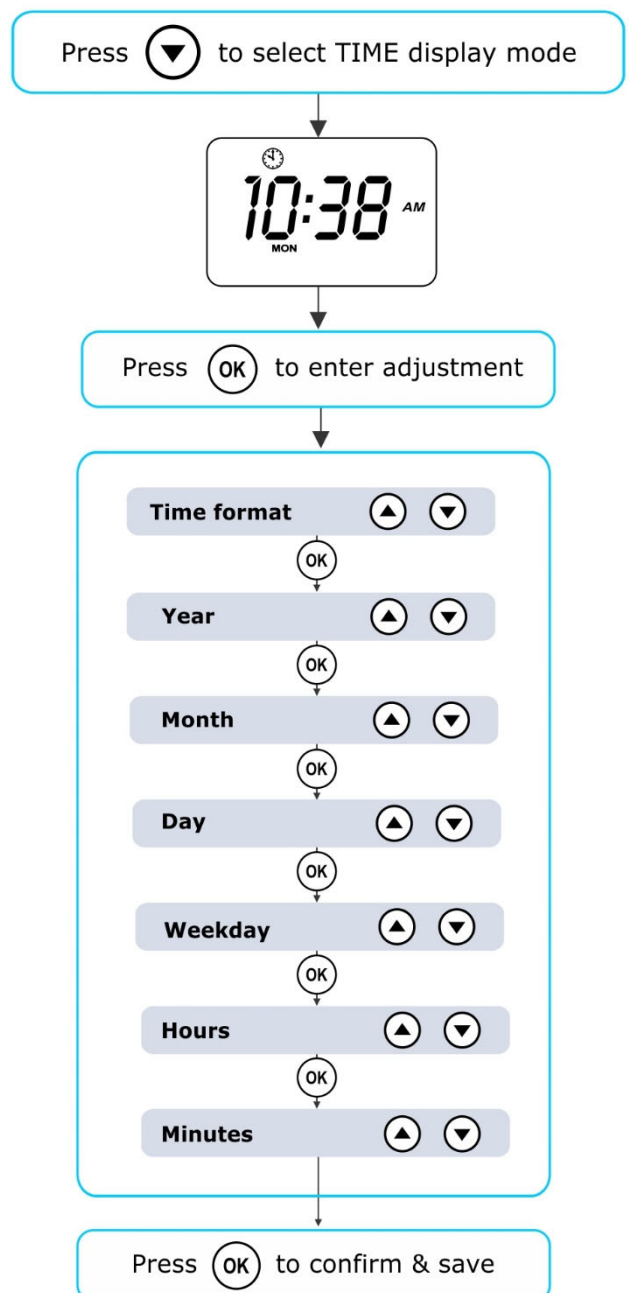 Press ▼ to select TIME display mode
10:38 AM
MON
Press OK to enter adjustment
Time format ▲ ▼
OK
Year ▲ ▼
OK
Month ▲ ▼
OK
Day ▲ ▼
OK
Weekday ▲ ▼
OK
Hours ▲ ▼
OK
Minutes ▲ ▼
Press OK to confirm & save